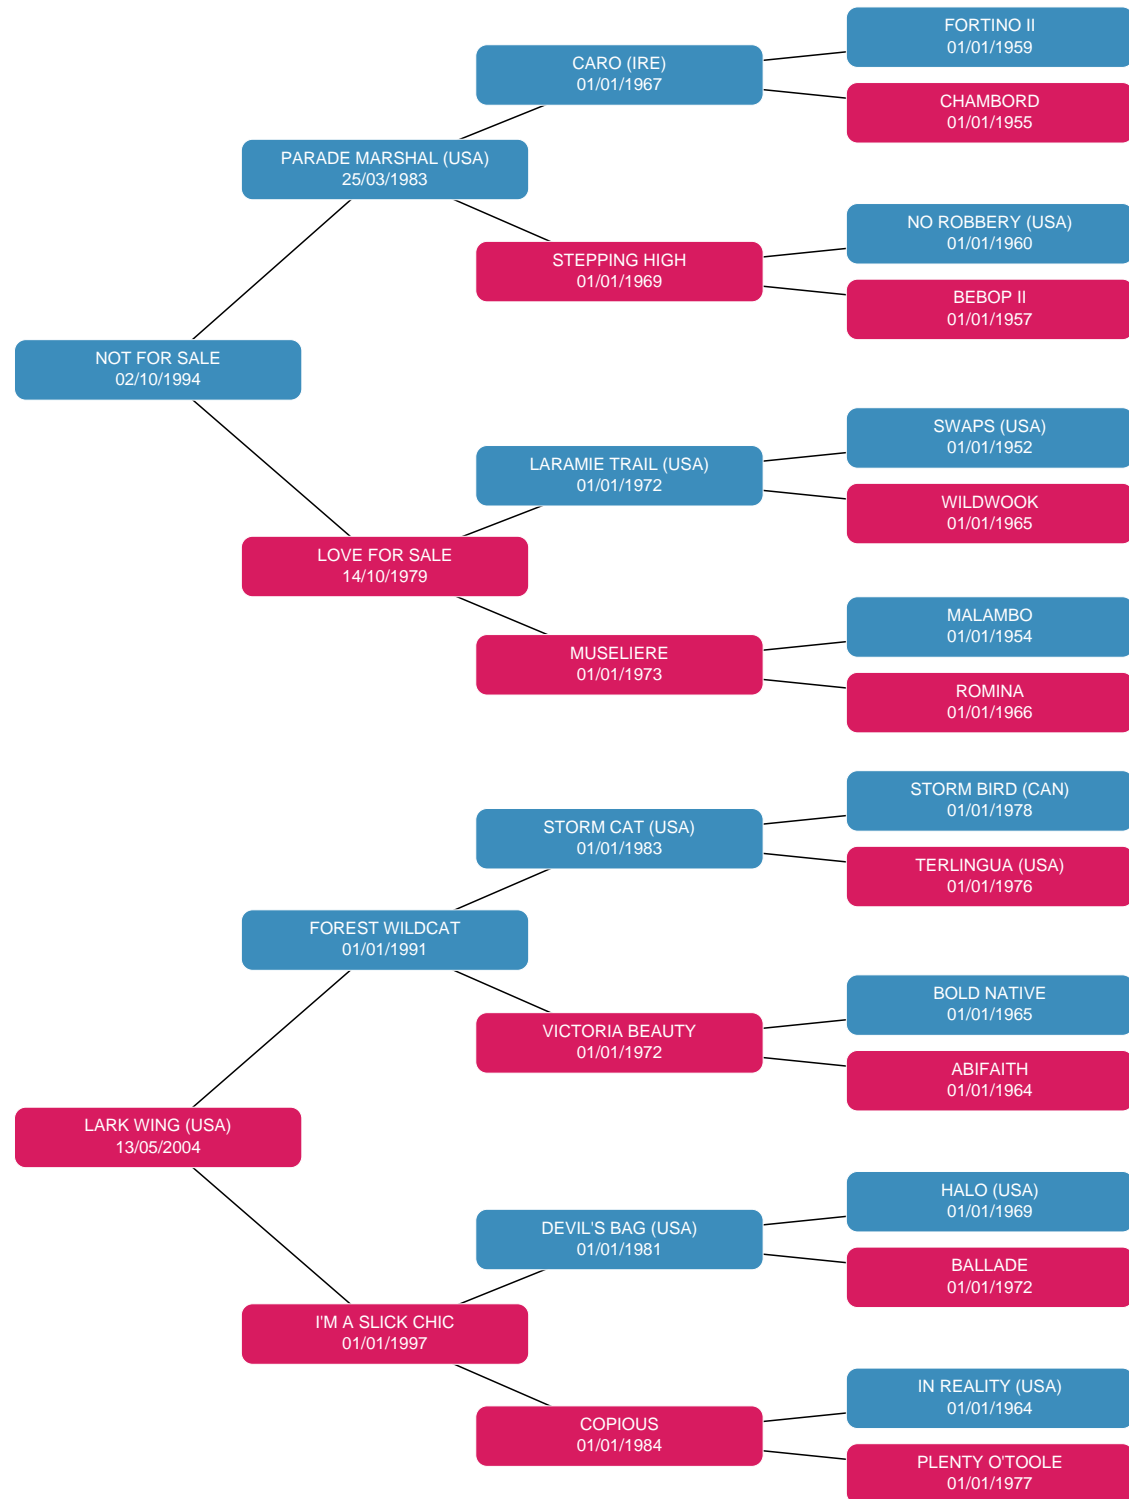 FORTINO II
01/01/1959
CARO (IRE)
01/01/1967
CHAMBORD
01/01/1955
PARADE MARSHAL (USA)
25/03/1983
NO ROBBERY (USA)
01/01/1960
STEPPING HIGH
01/01/1969
BEBOP II
01/01/1957
NOT FOR SALE
02/10/1994
SWAPS (USA)
01/01/1952
LARAMIE TRAIL (USA)
01/01/1972
WILDWOOK
01/01/1965
LOVE FOR SALE
14/10/1979
MALAMBO
01/01/1954
MUSELIERE
01/01/1973
ROMINA
01/01/1966
STORM BIRD (CAN)
01/01/1978
STORM CAT (USA)
01/01/1983
TERLINGUA (USA)
01/01/1976
FOREST WILDCAT
01/01/1991
BOLD NATIVE
01/01/1965
VICTORIA BEAUTY
01/01/1972
ABIFAITH
01/01/1964
LARK WING (USA)
13/05/2004
HALO (USA)
01/01/1969
DEVIL'S BAG (USA)
01/01/1981
BALLADE
01/01/1972
I'M A SLICK CHIC
01/01/1997
IN REALITY (USA)
01/01/1964
COPIOUS
01/01/1984
PLENTY O'TOOLE
01/01/1977